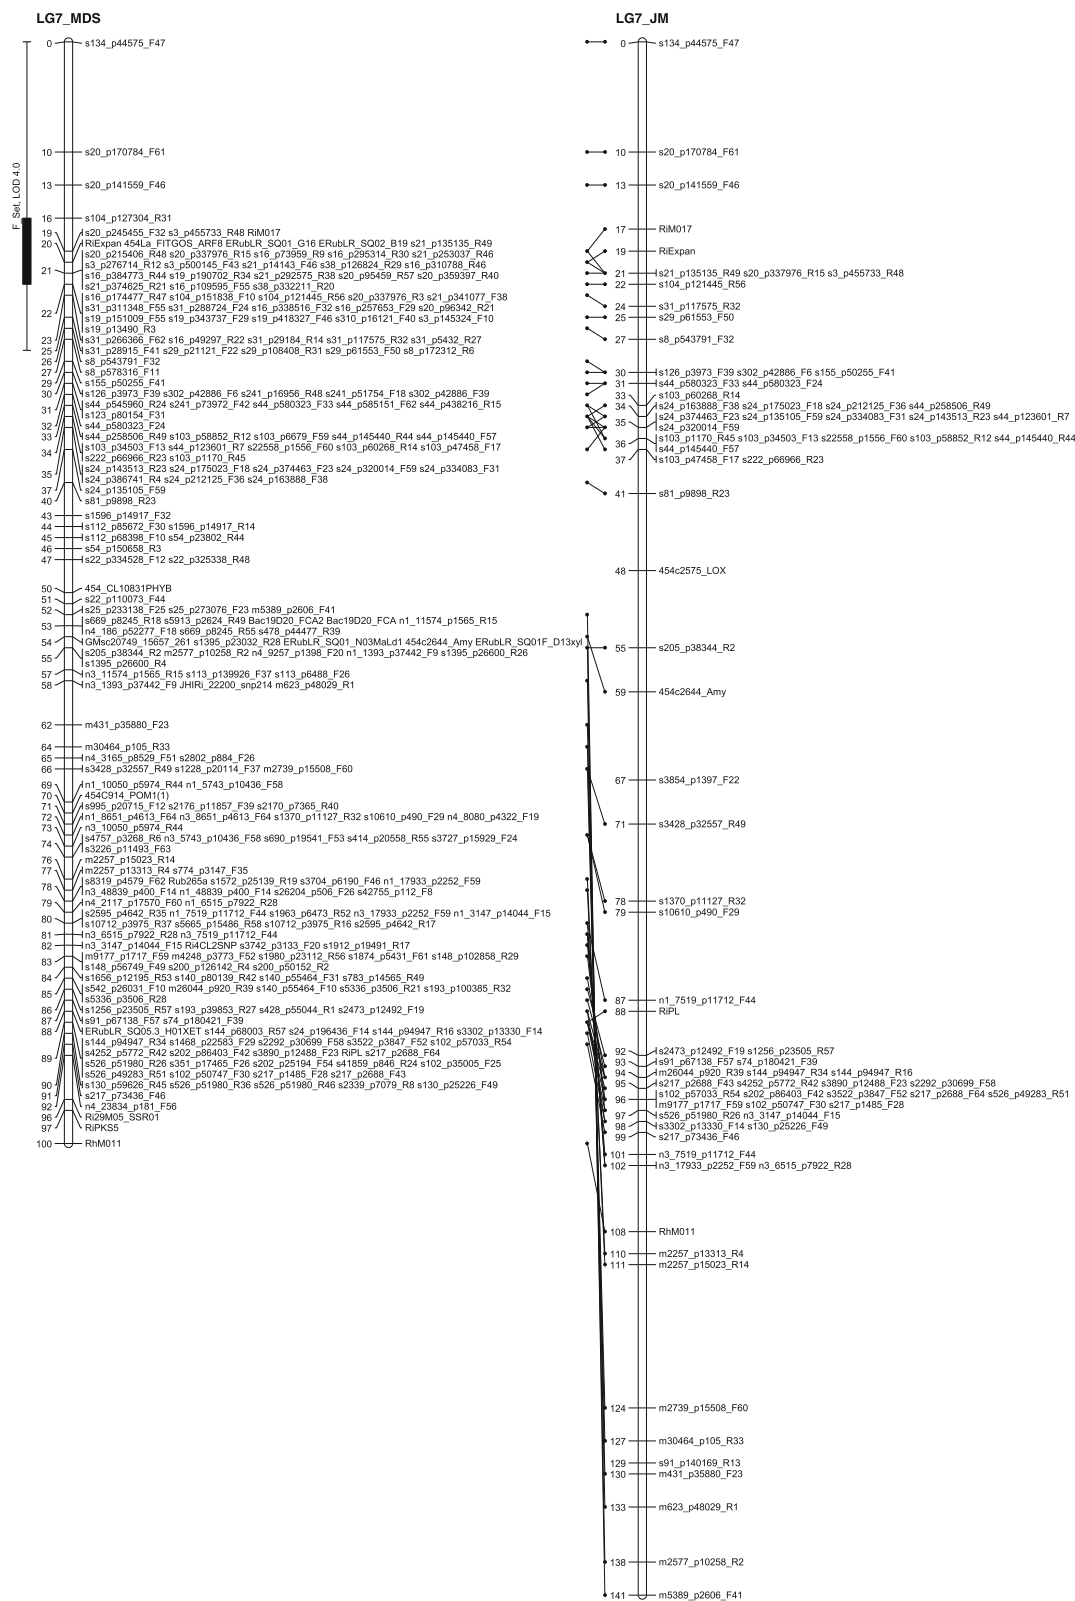 LG7_MDS
F_Set, LOD 4.0
0 s134_p44575_F47
10 s20_p170784_F61
13 s20_p141559_F46
16 s104_p127304_R31
19 s20_p245455_F32 s3_p455733_R48 RiM017
20 RiExpan 454La_FITGOS_ARF8 ERubLR_SQ01_G16 ERubLR_SQ02_B19 s21_p135135_R49
s20_p215406_R48 s20_p337976_R15 s16_p73959_R9 s16_p295314_R30 s21_p253037_R46
s3_p276714_R12 s3_p500145_F43 s21_p14143_F46 s38_p126824_R29 s16_p310788_R46
21 s16_p384773_R44 s19_p190702_R34 s21_p292575_R38 s20_p95459_R57 s20_p359397_R40
s21_p374625_R21 s16_p109595_F55 s38_p332211_R20
s16_p174477_R47 s104_p151838_F10 s104_p121445_R56 s20_p337976_R3 s21_p341077_F38
22 s31_p311348_F55 s31_p288724_F24 s16_p338516_F32 s16_p257653_F29 s20_p96342_R21
s19_p151009_F55 s19_p343737_F29 s19_p418327_F46 s310_p16121_F40 s3_p145324_F10
s19_p13490_R3
23 s31_p266366_F62 s16_p49297_R22 s31_p29184_R14 s31_p117575_R32 s31_p5432_R27
25 s31_p28915_F41 s29_p21121_F22 s29_p108408_R31 s29_p61553_F50 s8_p172312_R6
26 s8_p543791_F32
27 s8_p578316_F11
29 s155_p50255_F41
30 s126_p3973_F39 s302_p42886_F6 s241_p16956_R48 s241_p51754_F18 s302_p42886_F39
31 s44_p545960_R24 s241_p73972_F42 s44_p580323_F33 s44_p585151_F62 s44_p438216_R15
s123_p80154_F31
32 s44_p580323_F24
33 s44_p258506_R49 s103_p58852_R12 s103_p6679_F59 s44_p145440_R44 s44_p145440_F57
34 s103_p34503_F13 s44_p123601_R7 s22558_p1556_F60 s103_p60268_R14 s103_p47458_F17
s222_p66966_R23 s103_p1170_R45
35 s24_p143513_R23 s24_p175023_F18 s24_p374463_F23 s24_p320014_F59 s24_p334083_F31
s24_p386741_R4 s24_p212125_F36 s24_p163888_F38
37 s24_p135105_F59
40 s81_p9898_R23
43 s1596_p14917_F32
44 s112_p85672_F30 s1596_p14917_R14
45 s112_p68398_F10 s54_p23802_R44
46 s54_p150658_R3
47 s22_p334528_F12 s22_p325338_R48
50 454_CL10831PHYB
51 s22_p110073_F44
52 s25_p233138_F25 s25_p273076_F23 m5389_p2606_F41
53 s669_p8245_R18 s5913_p2624_R49 Bac19D20_FCA2 Bac19D20_FCA n1_11574_p1565_R15
n4_186_p52277_F18 s669_p8245_R55 s478_p44477_R39
54 GMsc20749_15657_261 s1395_p23032_R28 ERubLR_SQ01_N03MaLd1 454c2644_Amy ERubLR_SQ01F_D13xyl
55 s205_p38344_R2 m2577_p10258_R2 n4_9257_p1398_F20 n1_1393_p37442_F9 s1395_p26600_R26
s1395_p26600_R4
57 n3_11574_p1565_R15 s113_p139926_F37 s113_p6488_F26
58 n3_1393_p37442_F9 JHIRi_22200_snp214 m623_p48029_R1
62 m431_p35880_F23
64 m30464_p105_R33
65 n4_3165_p8529_F51 s2802_p884_F26
66 s3428_p32557_R49 s1228_p20114_F37 m2739_p15508_F60
69 n1_10050_p5974_R44 n1_5743_p10436_F58
70 454C914_POM1(1)
71 s995_p20715_F12 s2176_p11857_F39 s2170_p7365_R40
72 n1_8651_p4613_F64 n3_8651_p4613_F64 s1370_p11127_R32 s10610_p490_F29 n4_8080_p4322_F19
73 n3_10050_p5974_R44
74 s4757_p3268_R6 n3_5743_p10436_F58 s690_p19541_F53 s414_p20558_R55 s3727_p15929_F24
s3226_p11493_F63
76 m2257_p15023_R14
77 m2257_p13313_R4 s774_p3147_F35
78 s8319_p4579_F62 Rub265a s1572_p25139_R19 s3704_p6190_F46 n1_17933_p2252_F59
n3_48839_p400_F14 n1_48839_p400_F14 s26204_p506_F26 s42755_p112_F8
79 n4_2117_p17570_F60 n1_6515_p7922_R28
80 s2595_p4642_R35 n1_7519_p11712_F44 s1963_p6473_R52 n3_17933_p2252_F59 n1_3147_p14044_F15
s10712_p3975_R37 s5665_p15486_R58 s10712_p3975_R16 s2595_p4642_R17
81 n3_6515_p7922_R28 n3_7519_p11712_F44
82 n3_3147_p14044_F15 Ri4CL2SNP s3742_p3133_F20 s1912_p19491_R17
83 m9177_p1717_F59 m4248_p3773_F52 s1980_p23112_R56 s1874_p5431_F61 s148_p102858_R29
s148_p56749_F49 s200_p126142_R4 s200_p50152_R2
84 s1656_p12195_R53 s140_p80139_R42 s140_p55464_F31 s783_p14565_R49
85 s542_p26031_F10 m26044_p920_R39 s140_p55464_F10 s5336_p3506_R21 s193_p100385_R32
s5336_p3506_R28
86 s1256_p23505_R57 s193_p39853_R27 s428_p55044_R1 s2473_p12492_F19
87 s91_p67138_F57 s74_p180421_F39
88 ERubLR_SQ05.3_H01XET s144_p68003_R57 s24_p196436_F14 s144_p94947_R16 s3302_p13330_F14
s144_p94947_R34 s1468_p22583_F29 s2292_p30699_F58 s3522_p3847_F52 s102_p57033_R54
89 s4252_p5772_R42 s202_p86403_F42 s3890_p12488_F23 RiPL s217_p2688_F64
s526_p51980_R26 s351_p17465_F26 s202_p25194_F54 s41859_p846_R24 s102_p35005_F25
s526_p49283_R51 s102_p50747_F30 s217_p1485_F28 s217_p2688_F43
90 s130_p59626_R45 s526_p51980_R36 s526_p51980_R46 s2339_p7079_R8 s130_p25226_F49
91 s217_p73436_F46
92 n4_23834_p181_F56
96 Ri29M05_SSR01
97 RiPKS5
100 RhM011
LG7_JM
0 s134_p44575_F47
10 s20_p170784_F61
13 s20_p141559_F46
17 RiM017
19 RiExpan
21 s21_p135135_R49 s20_p337976_R15 s3_p455733_R48
22 s104_p121445_R56
24 s31_p117575_R32
25 s29_p61553_F50
27 s8_p543791_F32
30 s126_p3973_F39 s302_p42886_F6 s155_p50255_F41
31 s44_p580323_F33 s44_p580323_F24
33 s103_p60268_R14
34 s24_p163888_F38 s24_p175023_F18 s24_p212125_F36 s44_p258506_R49
35 s24_p374463_F23 s24_p135105_F59 s24_p334083_F31 s24_p143513_R23 s44_p123601_R7
s24_p320014_F59
36 s103_p1170_R45 s103_p34503_F13 s22558_p1556_F60 s103_p58852_R12 s44_p145440_R44
s44_p145440_F57
37 s103_p47458_F17 s222_p66966_R23
41 s81_p9898_R23
48 454c2575_LOX
55 s205_p38344_R2
59 454c2644_Amy
67 s3854_p1397_F22
71 s3428_p32557_R49
78 s1370_p11127_R32
79 s10610_p490_F29
87 n1_7519_p11712_F44
88 RiPL
92 s2473_p12492_F19 s1256_p23505_R57
93 s91_p67138_F57 s74_p180421_F39
94 m26044_p920_R39 s144_p94947_R34 s144_p94947_R16
95 s217_p2688_F43 s4252_p5772_R42 s3890_p12488_F23 s2292_p30699_F58
96 s102_p57033_R54 s202_p86403_F42 s3522_p3847_F52 s217_p2688_F64 s526_p49283_R51
m9177_p1717_F59 s102_p50747_F30 s217_p1485_F28
97 s526_p51980_R26 n3_3147_p14044_F15
98 s3302_p13330_F14 s130_p25226_F49
99 s217_p73436_F46
101 n3_7519_p11712_F44
102 n3_17933_p2252_F59 n3_6515_p7922_R28
108 RhM011
110 m2257_p13313_R4
111 m2257_p15023_R14
124 m2739_p15508_F60
127 m30464_p105_R33
129 s91_p140169_R13
130 m431_p35880_F23
133 m623_p48029_R1
138 m2577_p10258_R2
141 m5389_p2606_F41